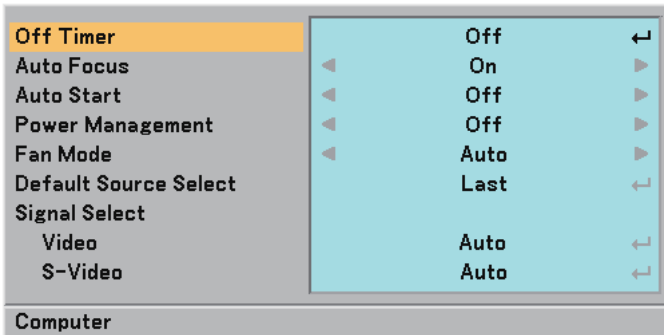 Off Timer Off
Auto Focus On
Auto Start Off
Power Management Off
Fan Mode Auto
Default Source Select Last
Signal Select
Video Auto
S-Video Auto
Computer